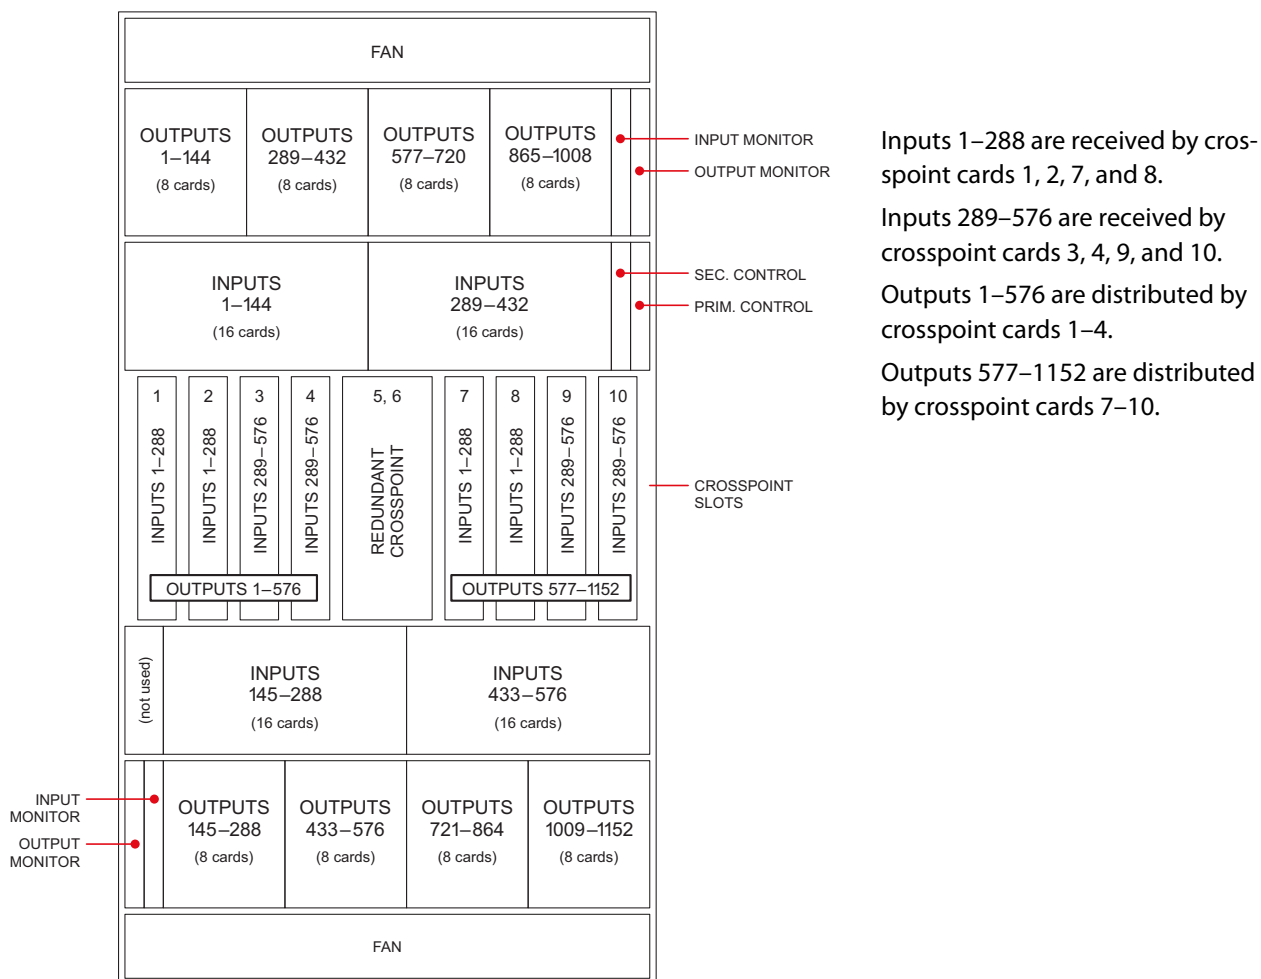 FAN
OUTPUTS
1–144
(8 cards)
OUTPUTS
289–432
(8 cards)
OUTPUTS
577–720
(8 cards)
OUTPUTS
865–1008
(8 cards)
INPUT MONITOR
OUTPUT MONITOR
INPUTS
1–144
(16 cards)
INPUTS
289–432
(16 cards)
SEC. CONTROL
PRIM. CONTROL
1
INPUTS 1–288
2
INPUTS 1–288
3
INPUTS 289–576
4
INPUTS 289–576
5, 6
REDUNDANT
CROSSPOINT
7
INPUTS 1–288
8
INPUTS 1–288
9
INPUTS 289–576
10
INPUTS 289–576
CROSSPOINT
SLOTS
OUTPUTS 1–576
OUTPUTS 577–1152
(not used)
INPUTS
145–288
(16 cards)
INPUTS
433–576
(16 cards)
INPUT
MONITOR
OUTPUT
MONITOR
OUTPUTS
145–288
(8 cards)
OUTPUTS
433–576
(8 cards)
OUTPUTS
721–864
(8 cards)
OUTPUTS
1009–1152
(8 cards)
FAN
Inputs 1–288 are received by cros-
spoint cards 1, 2, 7, and 8.
Inputs 289–576 are received by
crosspoint cards 3, 4, 9, and 10.
Outputs 1–576 are distributed by
crosspoint cards 1–4.
Outputs 577–1152 are distributed
by crosspoint cards 7–10.